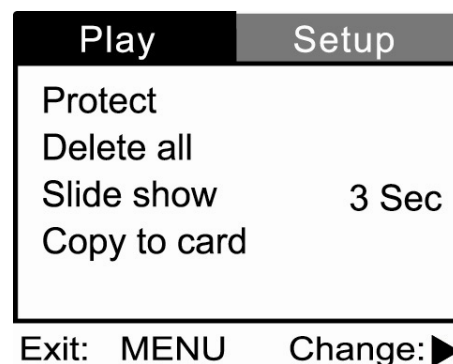 Play Setup
Protect
Delete all
Slide show 3 Sec
Copy to card
Exit: MENU Change:▶